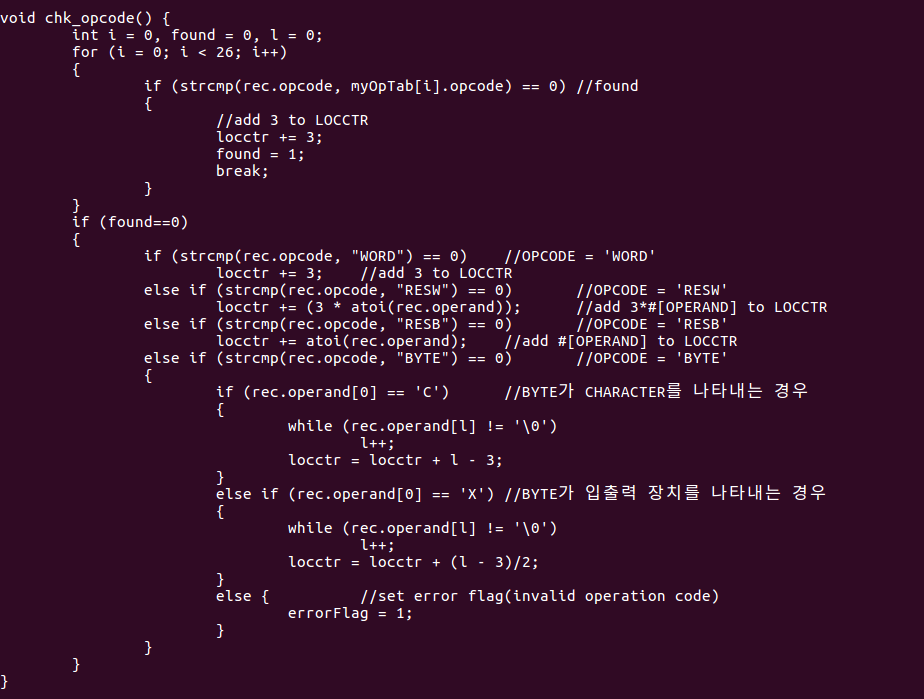 void chk_opcode() {
        int i = 0, found = 0, l = 0;
        for (i = 0; i < 26; i++)
        {
                if (strcmp(rec.opcode, myOpTab[i].opcode) == 0) //found
                {
                        //add 3 to LOCCTR
                        locctr += 3;
                        found = 1;
                        break;
                }
        }
        if (found==0)
        {
                if (strcmp(rec.opcode, "WORD") == 0)    //OPCODE = 'WORD'
                        locctr += 3;    //add 3 to LOCCTR
                else if (strcmp(rec.opcode, "RESW") == 0)       //OPCODE = 'RESW'
                        locctr += (3 * atoi(rec.operand));      //add 3*#[OPERAND] to LOCCTR
                else if (strcmp(rec.opcode, "RESB") == 0)       //OPCODE = 'RESB'
                        locctr += atoi(rec.operand);    //add #[OPERAND] to LOCCTR
                else if (strcmp(rec.opcode, "BYTE") == 0)       //OPCODE = 'BYTE'
                {
                        if (rec.operand[0] == 'C')      //BYTE가 CHARACTER를 나타내는 경우
                        {
                                while (rec.operand[l] != '\0')
                                        l++;
                                locctr = locctr + l - 3;
                        }
                        else if (rec.operand[0] == 'X') //BYTE가 입출력 장치를 나타내는 경우
                        {
                                while (rec.operand[l] != '\0')
                                        l++;
                                locctr = locctr + (l - 3)/2;
                        }
                        else {          //set error flag(invalid operation code)
                                errorFlag = 1;
                        }
                }
        }
}